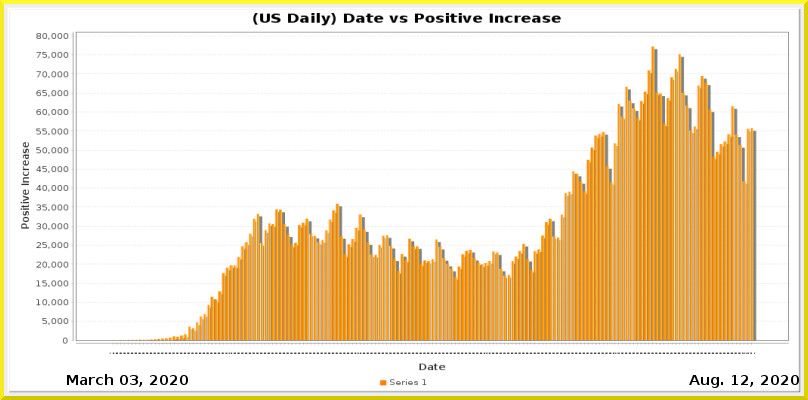 (US Daily) Date vs Positive Increase
80,000
75,000
70,000
65,000
60,000
55,000
50,000
45,000
40,000
35,000
30,000
25,000
20,000
15,000
10,000
5,000
0
Positive Increase
Date
March 03, 2020
Aug. 12, 2020
Series 1